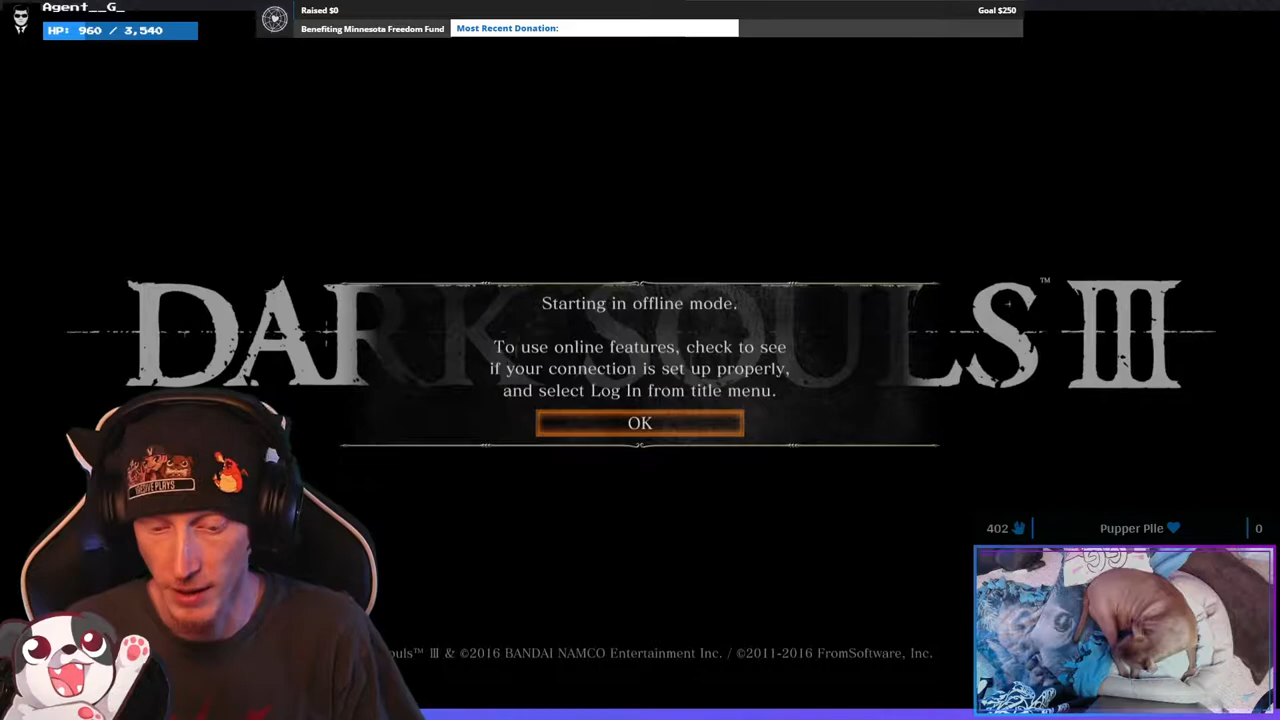 Agent__G_
HP: 960 / 3,540
Raised $0
Goal $250
Benefiting Minnesota Freedom Fund
Most Recent Donation:
DARK SOULS™ III
Starting in offline mode.
To use online features, check to see
if your connection is set up properly,
and select Log In from title menu.
OK
402
Pupper Pile
0
ouls™ III & ©2016 BANDAI NAMCO Entertainment Inc. / ©2011-2016 FromSoftware, Inc.